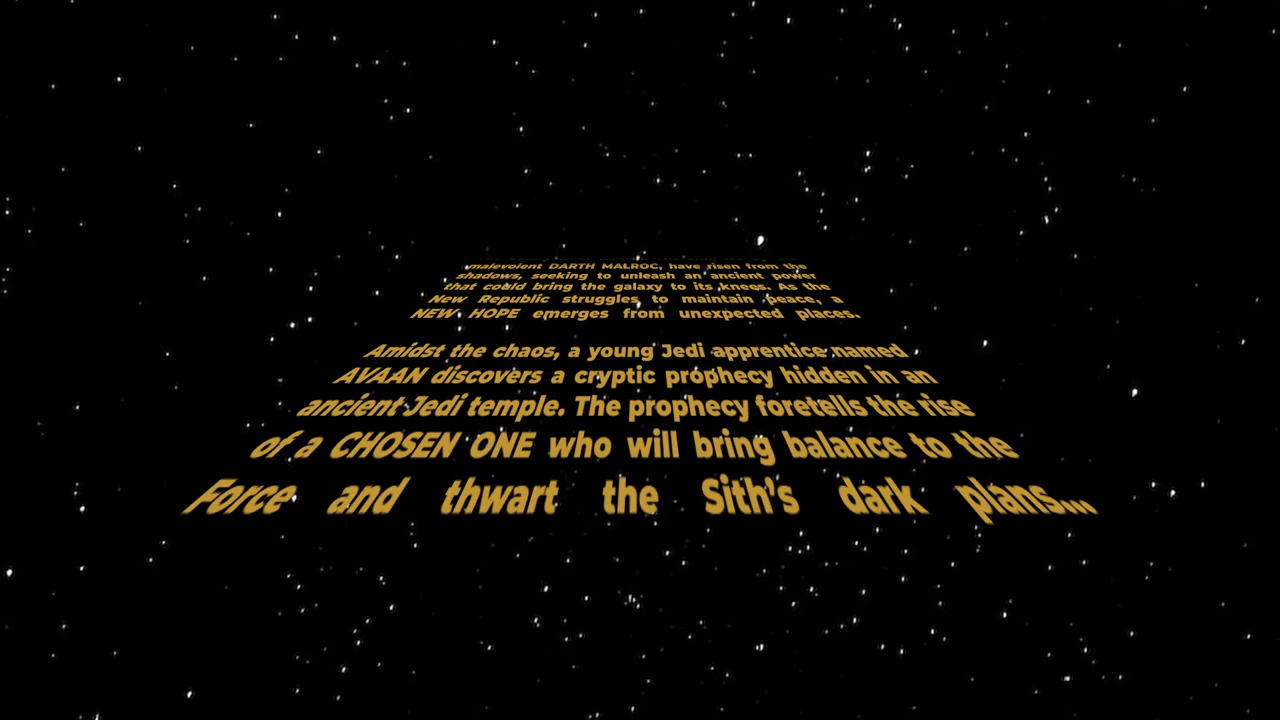 malevolent DARTH MALROC, have risen from the
shadows, seeking to unleash an ancient power
that could bring the galaxy to its knees. As the
New Republic struggles to maintain peace, a
NEW HOPE emerges from unexpected places.
Amidst the chaos, a young Jedi apprentice named
AVAAN discovers a cryptic prophecy hidden in an
ancient Jedi temple. The prophecy foretells the rise
of a CHOSEN ONE who will bring balance to the
Force and thwart the Sith's dark plans...